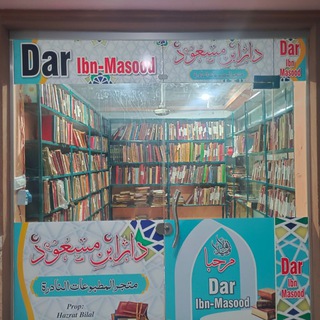 Dar Ibn-Masood
دار ابن مسعود
Dar
Ibn
Masood
دار ابن مسعود
متجر المطبوعات النادرة
Prop:
Hazrat Bilal
مرحبا
Dar
Ibn-Masood
Dar
Ibn
Masood